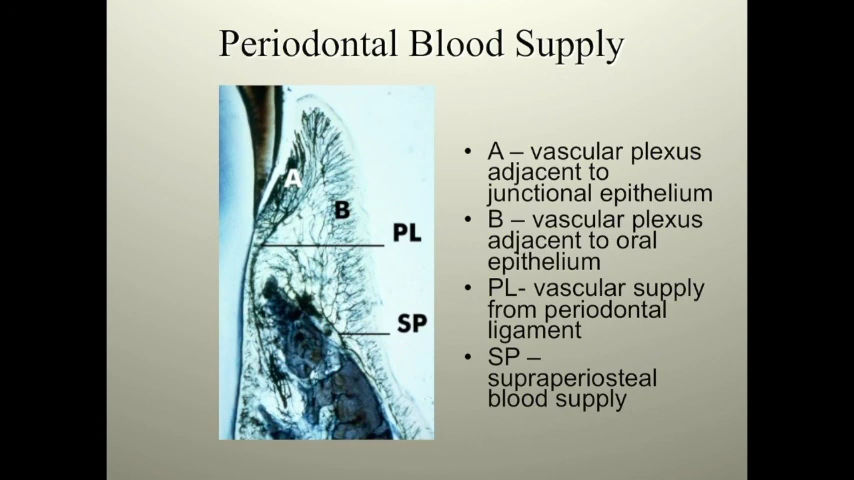 Periodontal Blood Supply
A
B
PL
SP
• A – vascular plexus
adjacent to
junctional epithelium
• B – vascular plexus
adjacent to oral
epithelium
• PL- vascular supply
from periodontal
ligament
• SP –
supraperiosteal
blood supply